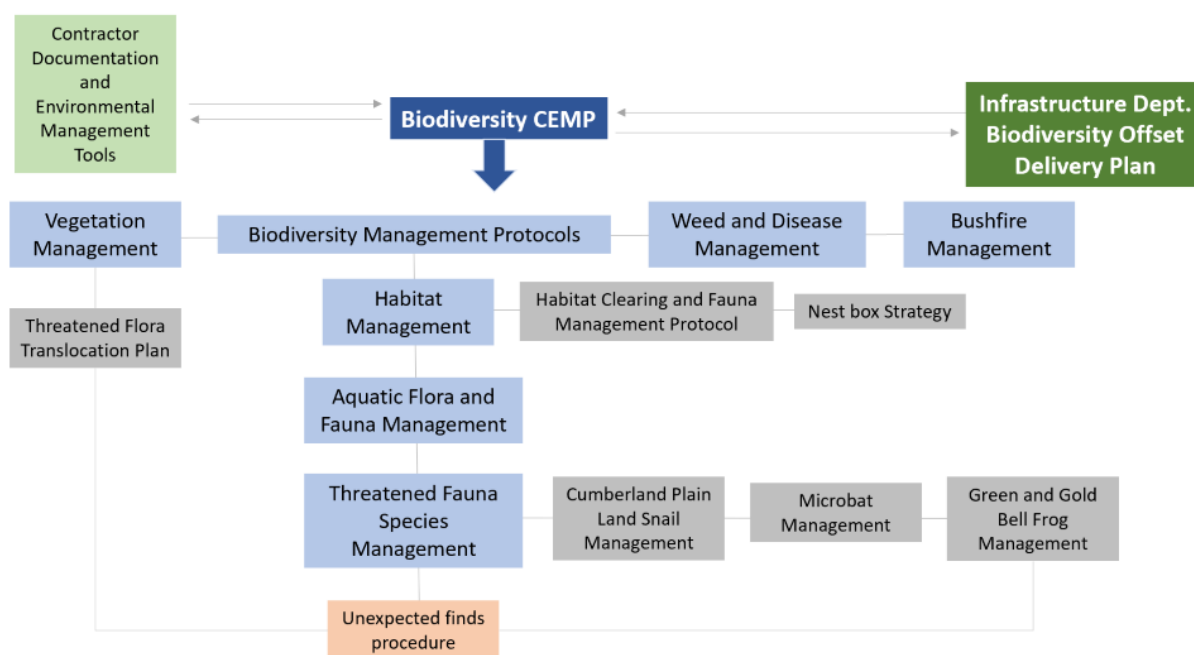 Contractor
Documentation
and
Environmental
Management
Tools
Biodiversity CEMP
Infrastructure Dept.
Biodiversity Offset
Delivery Plan
Vegetation
Management
Biodiversity Management Protocols
Weed and Disease
Management
Bushfire
Management
Habitat
Management
Habitat Clearing and Fauna
Management Protocol
Nest box Strategy
Threatened Flora
Translocation Plan
Aquatic Flora and
Fauna Management
Threatened Fauna
Species
Management
Cumberland Plain
Land Snail
Management
Microbat
Management
Green and Gold
Bell Frog
Management
Unexpected finds
procedure